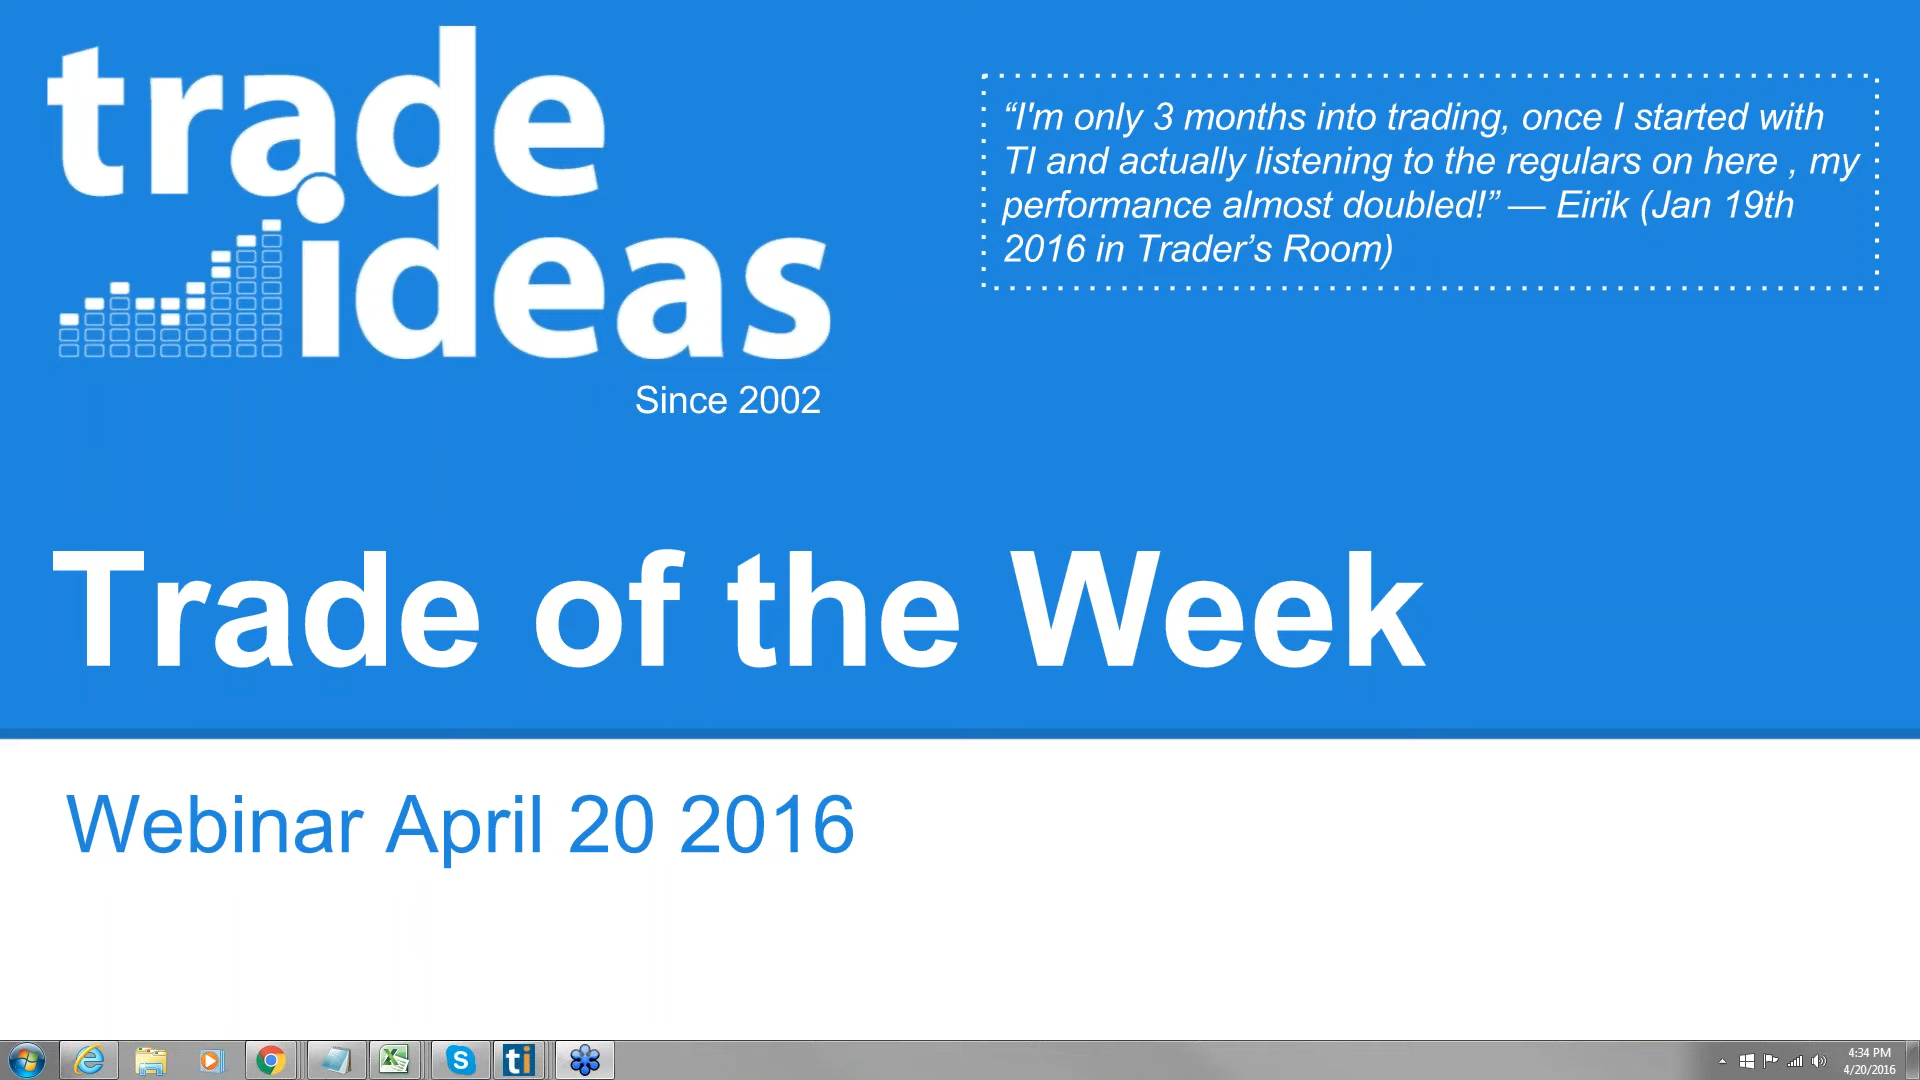 trade
ideas
Since 2002
“I'm only 3 months into trading, once I started with
TI and actually listening to the regulars on here , my
performance almost doubled!” — Eirik (Jan 19th
2016 in Trader’s Room)
Trade of the Week
Webinar April 20 2016
ti
4:34 PM
4/20/2016